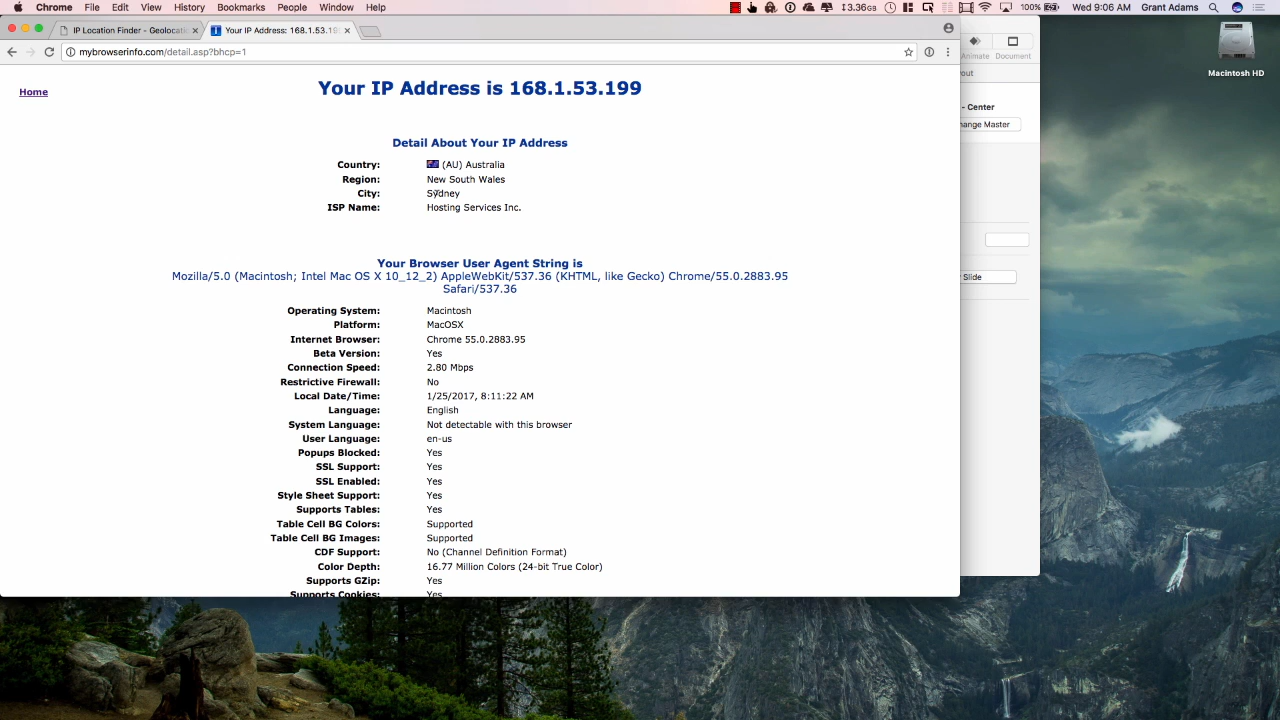 Chrome File Edit View History Bookmarks People Window Help 13.36GB 100% Wed 9:06 AM Grant Adams
IP Location Finder - Geolocati
Your IP Address: 168.1.53.19
mybrowserinfo.com/detail.asp?bhcp=1
Animate Document
Macintosh HD
Home
Your IP Address is 168.1.53.199
- Center
Detail About Your IP Address
Country: (AU) Australia
Region: New South Wales
City: Sydney
ISP Name: Hosting Services Inc.
Your Browser User Agent String is
Mozilla/5.0 (Macintosh; Intel Mac OS X 10_12_2) AppleWebKit/537.36 (KHTML, like Gecko) Chrome/55.0.2883.95
Safari/537.36
Slide
Operating System: Macintosh
Platform: MacOSX
Internet Browser: Chrome 55.0.2883.95
Beta Version: Yes
Connection Speed: 2.80 Mbps
Restrictive Firewall: No
Local Date/Time: 1/25/2017, 8:11:22 AM
Language: English
System Language: Not detectable with this browser
User Language: en-us
Popups Blocked: Yes
SSL Support: Yes
SSL Enabled: Yes
Style Sheet Support: Yes
Supports Tables: Yes
Table Cell BG Colors: Supported
Table Cell BG Images: Supported
CDF Support: No (Channel Definition Format)
Color Depth: 16.77 Million Colors (24-bit True Color)
Supports GZip: Yes
Supports Cookies: Yes